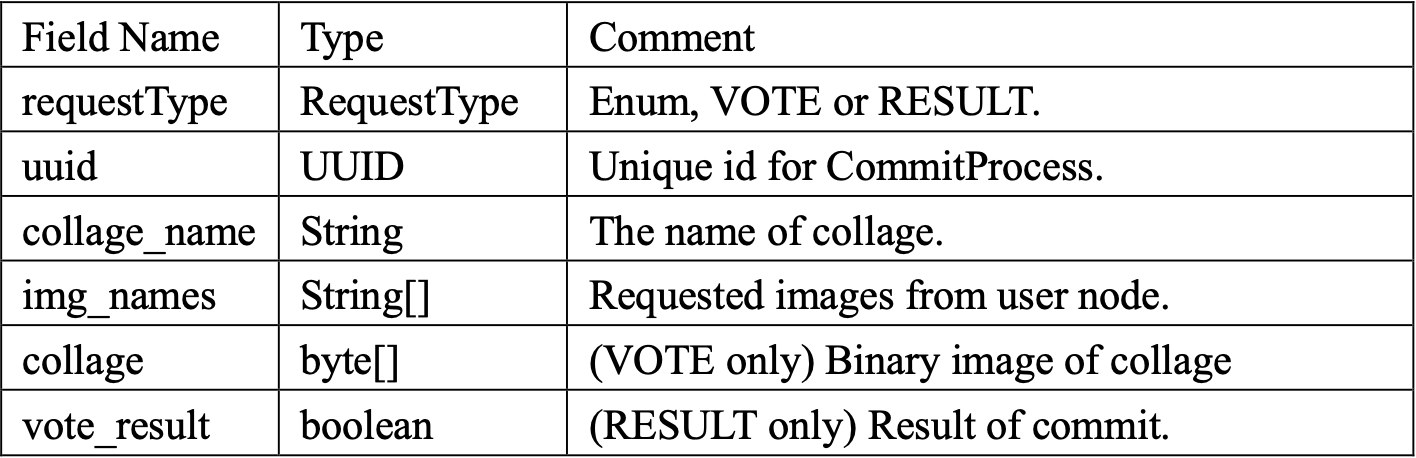 Field Name Type Comment
requestType RequestType Enum, VOTE or RESULT.
uuid UUID Unique id for CommitProcess.
collage_name String The name of collage.
img_names String[] Requested images from user node.
collage byte[] (VOTE only) Binary image of collage
vote_result boolean (RESULT only) Result of commit.